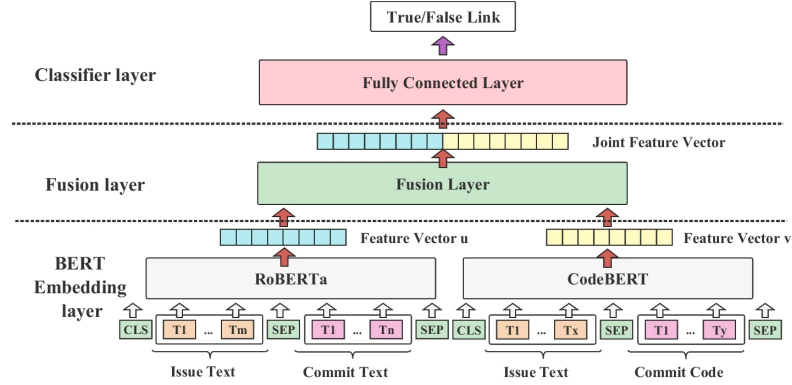 True/False Link
Classifier layer
Fully Connected Layer
Joint Feature Vector
Fusion layer
Fusion Layer
Feature Vector u
Feature Vector v
BERT
Embedding
layer
RoBERTa
CodeBERT
CLS T1 ... Tm SEP T1 ... Tn SEP CLS T1 ... Tx SEP T1 ... Ty SEP
Issue Text Commit Text Issue Text Commit Code